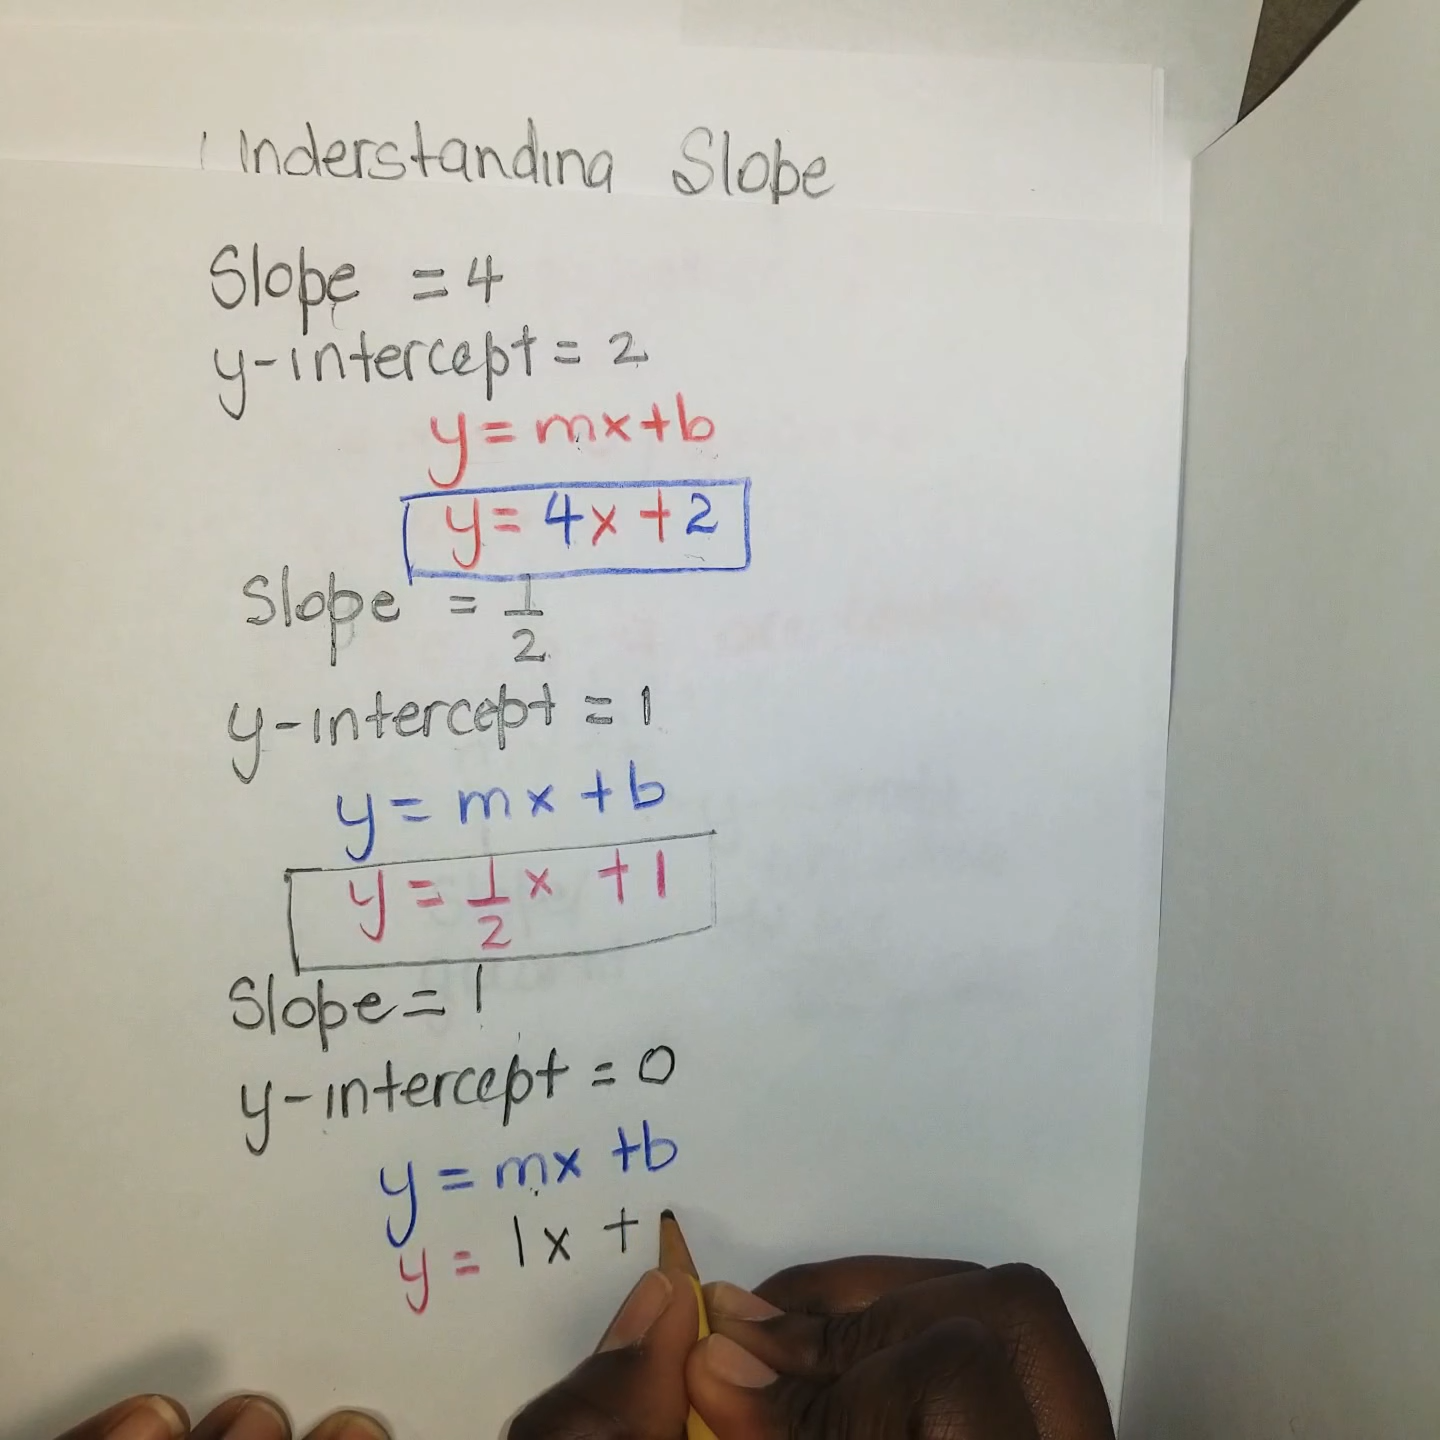 Understanding Slope
Slope = 4
y-intercept = 2
y = mx + b
y = 4x + 2
Slope = 1/2
y-intercept = 1
y = mx + b
y = 1/2 x + 1
Slope = 1
y-intercept = 0
y = mx + b
y = 1x +